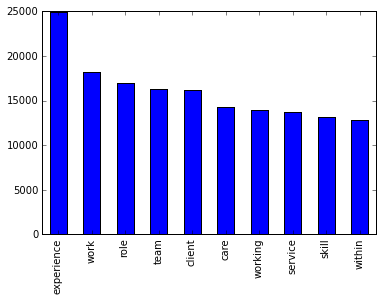 25000
20000
15000
10000
5000
0
experience
work
role
team
client
care
working
service
skill
within